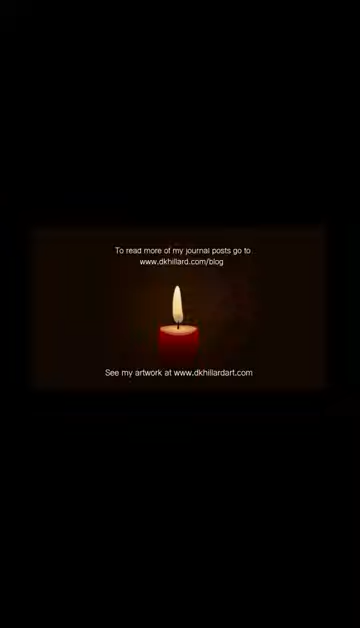 To read more of my journal posts go to
www.dkhillard.com/blog
See my artwork at www.dkhillardart.com